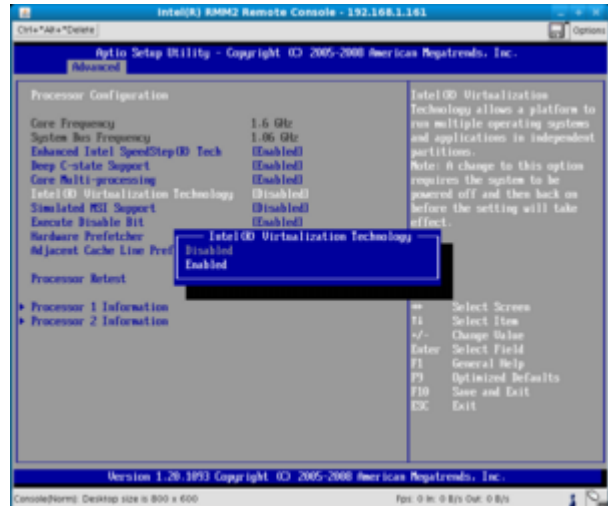 Intel(R) RMM2 Remote Console - 192.168.1.161
Ctrl+"Alt+"Delete
Options
Aptio Setup Utility - Copyright (C) 2005-2008 American Megatrends, Inc.
Advanced
Processor Configuration
Core Frequency 1.6 GHz
System Bus Frequency 1.06 GHz
Enhanced Intel SpeedStep(R) Tech [Enabled]
Deep C-state Support [Enabled]
Core Multi-processing [Enabled]
Intel(R) Virtualization Technology [Disabled]
Simulated MSI Support [Disabled]
Execute Disable Bit [Enabled]
Hardware Prefetcher
Adjacent Cache Line Pref
Processor Retest
Processor 1 Information
Processor 2 Information
Intel(R) Virtualization Technology
Disabled
Enabled
Intel(R) Virtualization
Technology allows a platform to
run multiple operating systems
and applications in independent
partitions.
Note: A change to this option
requires the system to be
powered off and then back on
before the setting will take
effect.
Select Screen
↑↓ Select Item
+/- Change Value
Enter Select Field
F1 General Help
F9 Optimized Defaults
F10 Save and Exit
ESC Exit
Version 1.20.1093 Copyright (C) 2005-2008 American Megatrends, Inc.
Console(Norm): Desktop size is 800 x 600
Fps: 0 In: 0 B/s Out: 0 B/s